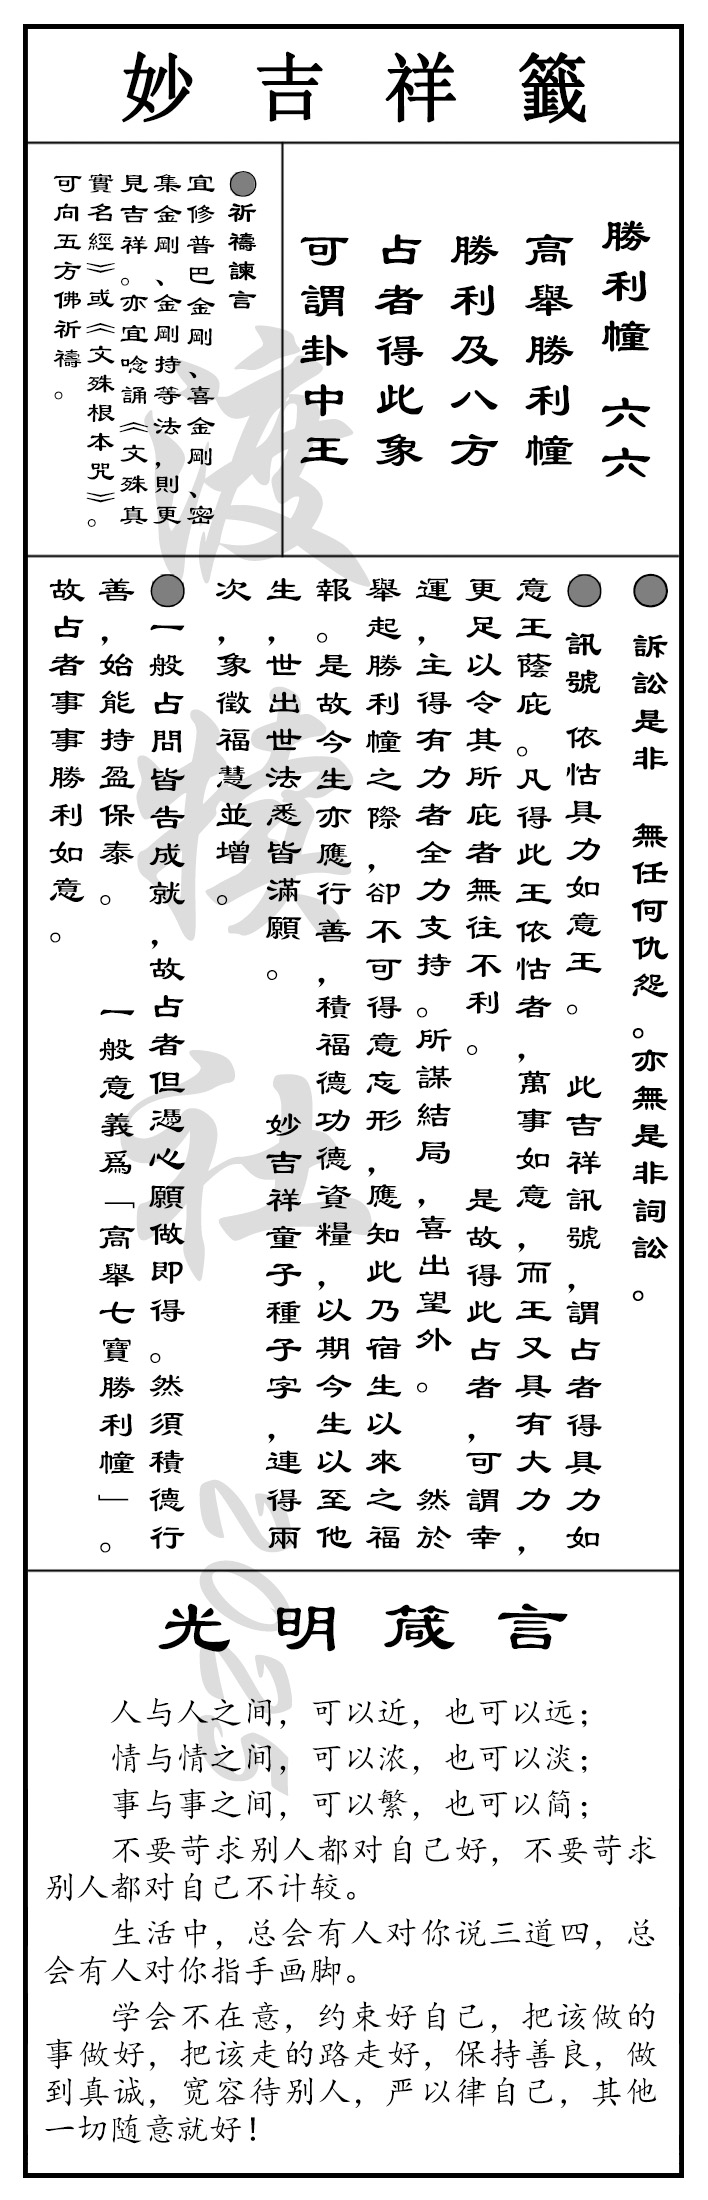 妙吉祥籤
勝利幢 六六
高舉勝利幢
勝利及八方
占者得此象
可謂卦中王
●祈禱諫言
宜修普巴金剛、喜金剛、密
集金剛、金剛持等法，則更
見吉祥。亦宜唸誦《文殊真
實名經》或《文殊根本咒》。
可向五方佛祈禱。
● 訴訟是非 無任何仇怨。亦無是非詞訟。
● 訊號 依怙具力如意王。 此吉祥訊號，謂占者得具力如
意王蔭庇。凡得此王依怙者，萬事如意，而王又具有大力，
更足以令其所庇者無往不利。 是故得此占者，可謂幸
運，主得有力者全力支持。所謀結局，喜出望外。 然於
舉起勝利幢之際，卻不可得意忘形，應知此乃宿生以來之福
報。是故今生亦應行善，積福德功德資糧，以期今生以至他
生，世出世法悉皆滿願。 妙吉祥童子種子字，連得兩
次，象徵福慧並增。
●一般占問皆告成就，故占者但憑心願做即得。然須積德行
善，始能持盈保泰。 一般意義爲「高舉七寶勝利幢」。
故占者事事勝利如意。
光明箴言
人与人之间，可以近，也可以远；
情与情之间，可以浓，也可以淡；
事与事之间，可以繁，也可以简；
不要苛求别人都对自己好，不要苛求
别人都对自己不计较。
生活中，总会有人对你说三道四，总
会有人对你指手画脚。
学会不在意，约束好自己，把该做的
事做好，把该走的路走好，保持善良，做
到真诚，宽容待别人，严以律自己，其他
一切随意就好！
渡犊社 2025